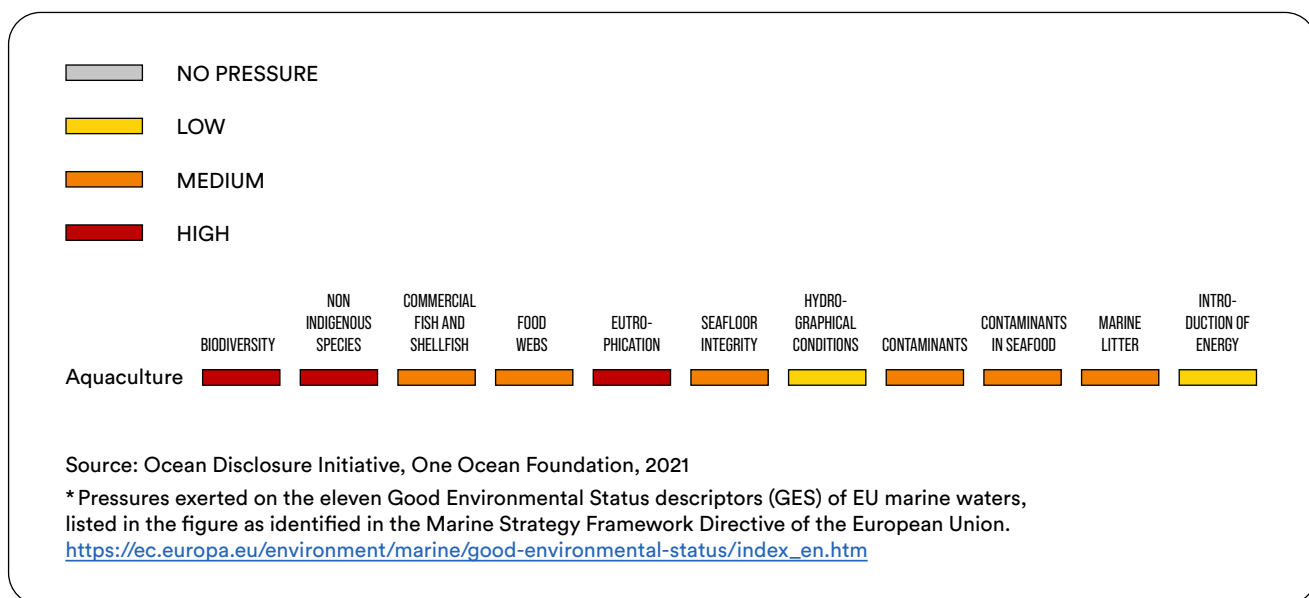 NO PRESSURE
LOW
MEDIUM
HIGH
BIODIVERSITY
NON
INDIGENOUS
SPECIES
COMMERCIAL
FISH AND
SHELLFISH
FOOD
WEBS
EUTRO-
PHICATION
SEAFLOOR
INTEGRITY
HYDRO-
GRAPHICAL
CONDITIONS
CONTAMINANTS
CONTAMINANTS
IN SEAFOOD
MARINE
LITTER
INTRO-
DUCTION OF
ENERGY
Aquaculture
Source: Ocean Disclosure Initiative, One Ocean Foundation, 2021
* Pressures exerted on the eleven Good Environmental Status descriptors (GES) of EU marine waters,
listed in the figure as identified in the Marine Strategy Framework Directive of the European Union.
https://ec.europa.eu/environment/marine/good-environmental-status/index_en.htm